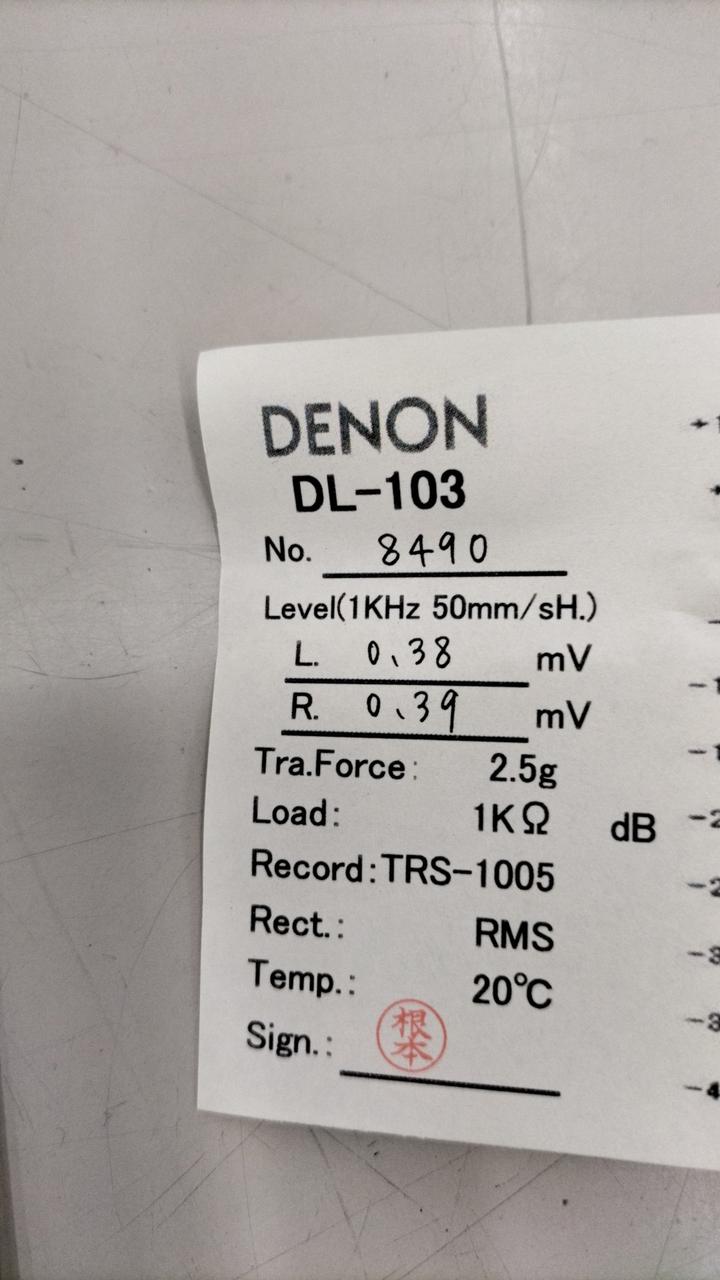 DENON
DL-103
No. 8490
Level(1KHz 50mm/sH.)
L. 0.38 mV
R. 0.39 mV
Tra.Force: 2.5g
Load: 1KΩ
Record:TRS-1005
Rect.: RMS
Temp.: 20℃
Sign.: 根本
dB